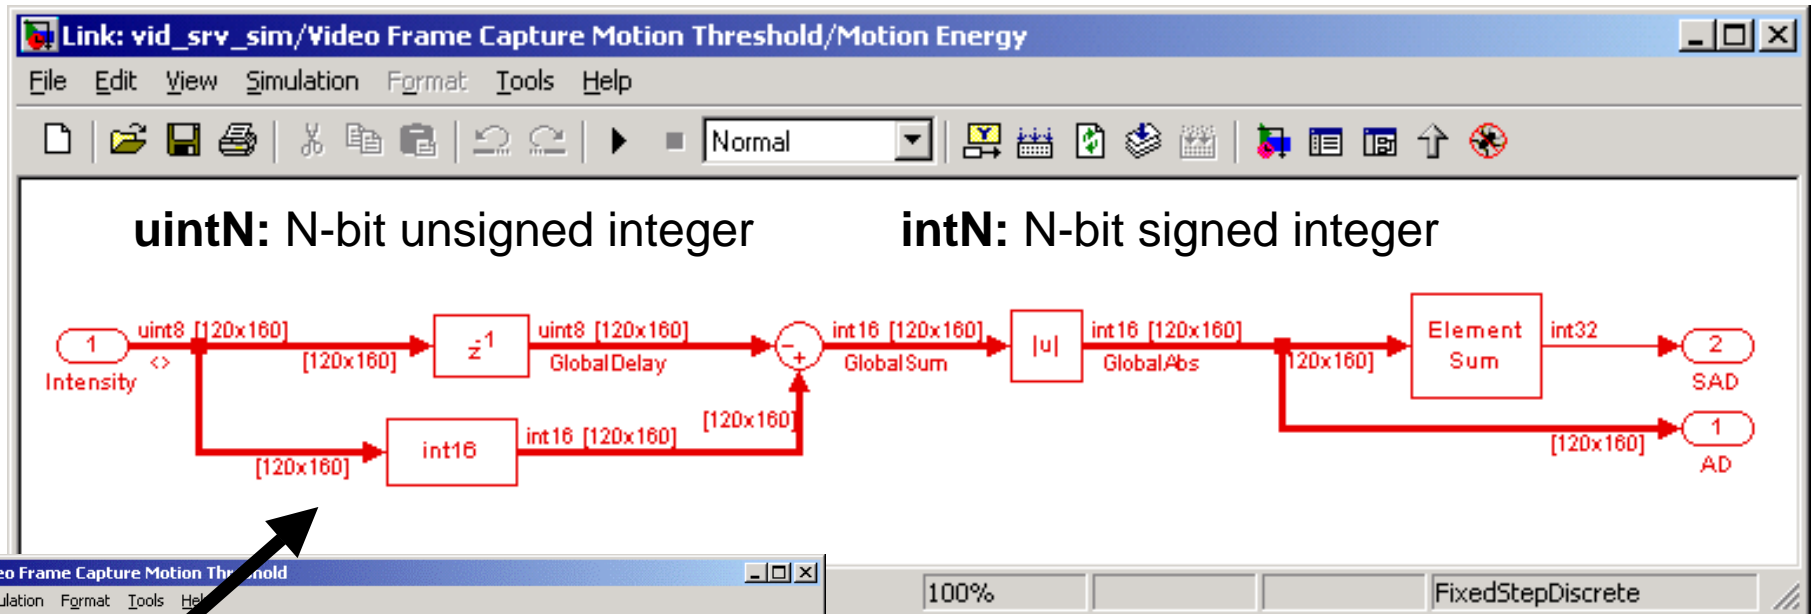 Link: vid_srv_sim/Video Frame Capture Motion Threshold/Motion Energy
File Edit View Simulation Format Tools Help
Normal
uintN: N-bit unsigned integer intN: N-bit signed integer
1
Intensity
uint8 [120x160]
<>
[120x160]
z-1
uint8 [120x160]
GlobalDelay
[120x160]
int16
int16 [120x160]
[120x160]
- +
int16 [120x160]
GlobalSum
|u|
int16 [120x160]
GlobalAbs
120x160]
Element
Sum
int32
2
SAD
[120x160]
1
AD
eo Frame Capture Motion Thr
nold
ulation Format Tools Hel
100% FixedStepDiscrete